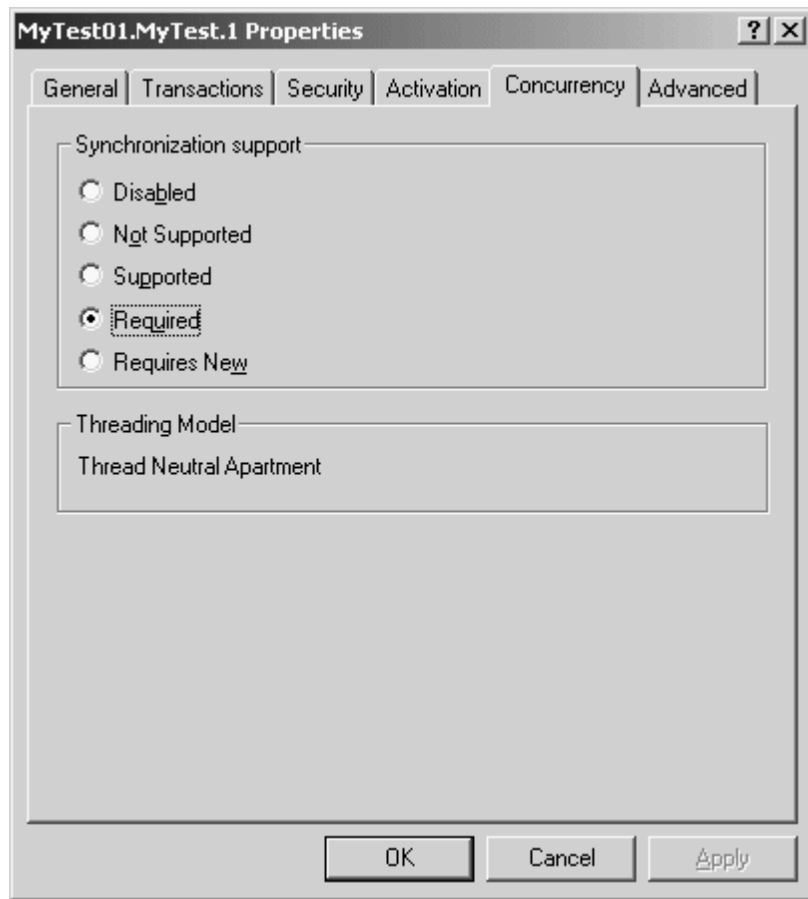 MyTest01.MyTest.1 Properties
General Transactions Security Activation Concurrency Advanced
Synchronization support
Disabled
Not Supported
Supported
Required
Requires New
Threading Model
Thread Neutral Apartment
OK Cancel Apply